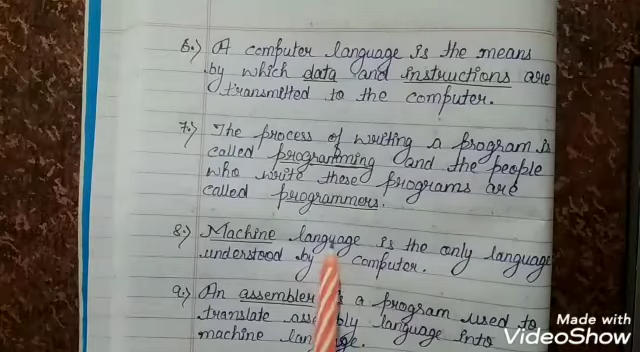 6.) A computer language is the means
by which data and instructions are
transmitted to the computer.
7.) The process of writing a program is
called programming and the people
who write these programs are
called programmers.
8.) Machine language is the only language
understood by computer.
9.) An assembler is a program used to
translate assembly language into
machine language.
Made with
VideoShow